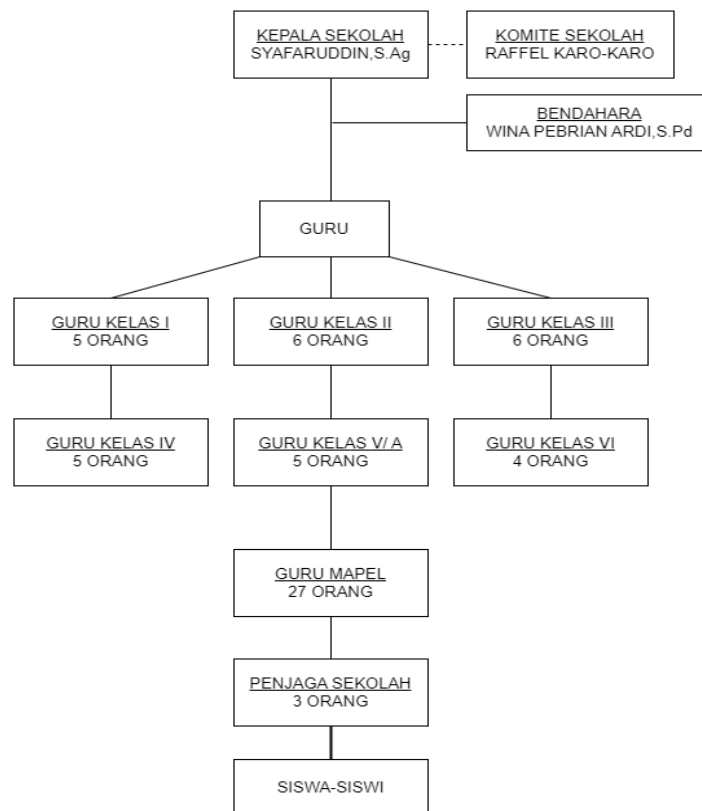 KEPALA SEKOLAH
SYAFARUDDIN,S.Ag
KOMITE SEKOLAH
RAFFEL KARO-KARO
BENDAHARA
WINA PEBRIAN ARDI,S.Pd
GURU
GURU KELAS I
5 ORANG
GURU KELAS II
6 ORANG
GURU KELAS III
6 ORANG
GURU KELAS IV
5 ORANG
GURU KELAS V/ A
5 ORANG
GURU KELAS VI
4 ORANG
GURU MAPEL
27 ORANG
PENJAGA SEKOLAH
3 ORANG
SISWA-SISWI